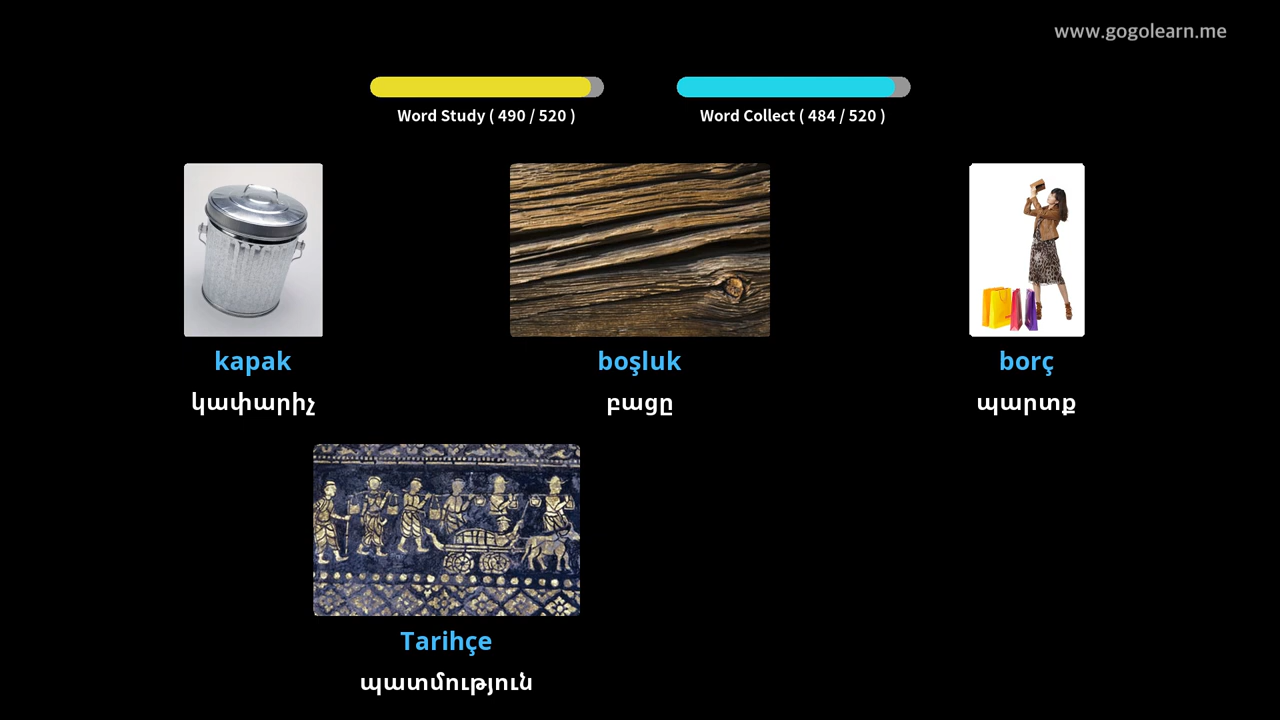 www.gogolearn.me
Word Study ( 490 / 520 )
Word Collect ( 484 / 520 )
kapak
կափարիչ
boşluk
բացը
borç
պարտք
Tarihçe
պատմություն